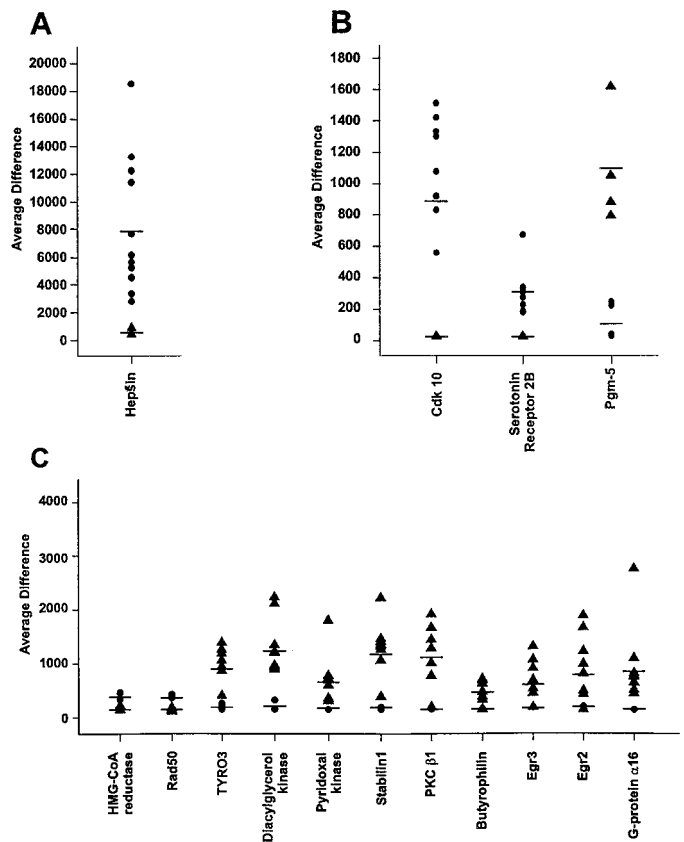 A
Average Difference
20000
18000
16000
14000
12000
10000
8000
6000
4000
2000
0
Hepsin
B
Average Difference
1800
1600
1400
1200
1000
800
600
400
200
0
Cdk 10
Serotonin
Receptor 2B
Pgm-5
C
Average Difference
4000
3000
2000
1000
0
HMG-CoA
reductase
Rad50
TYRO3
Diacylglycerol
kinase
Pyridoxal
kinase
Stabilin1
PKC β1
Butyrophilin
Egr3
Egr2
G-protein α16